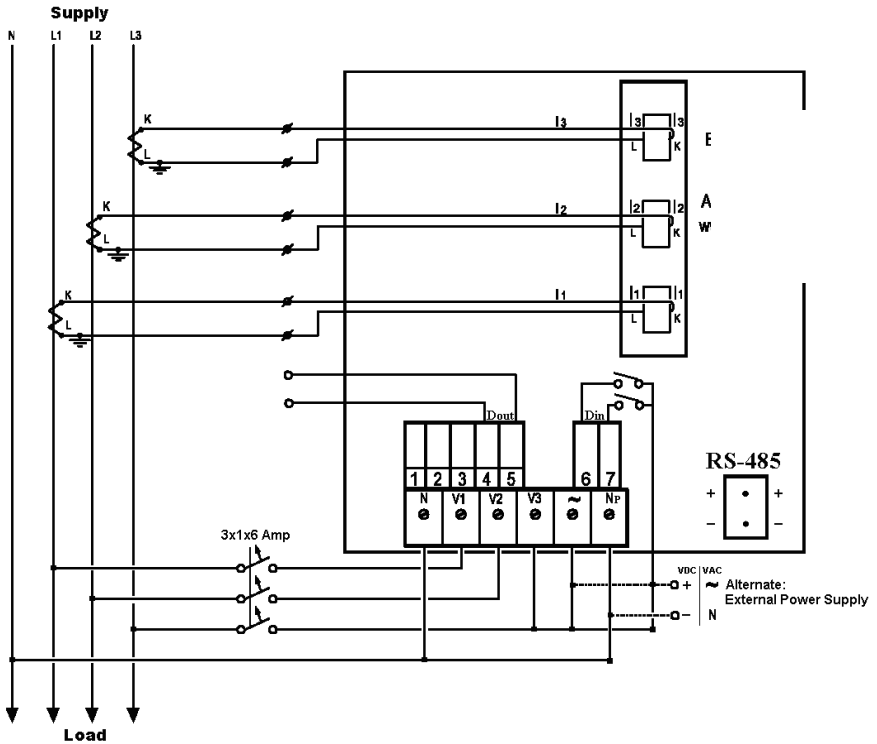 Supply
N L1 L2 L3
K I3 I3 I3
L L K E
K I2 I2 I2 A
L L K W
K I1 I1 I1
L L K
Dout Din
RS-485
1 2 3 4 5 6 7
N V1 V2 V3 ~ NP
+ +
- -
3x1x6 Amp
VDC VAC
+ ~ Alternate:
External Power Supply
- N
Load